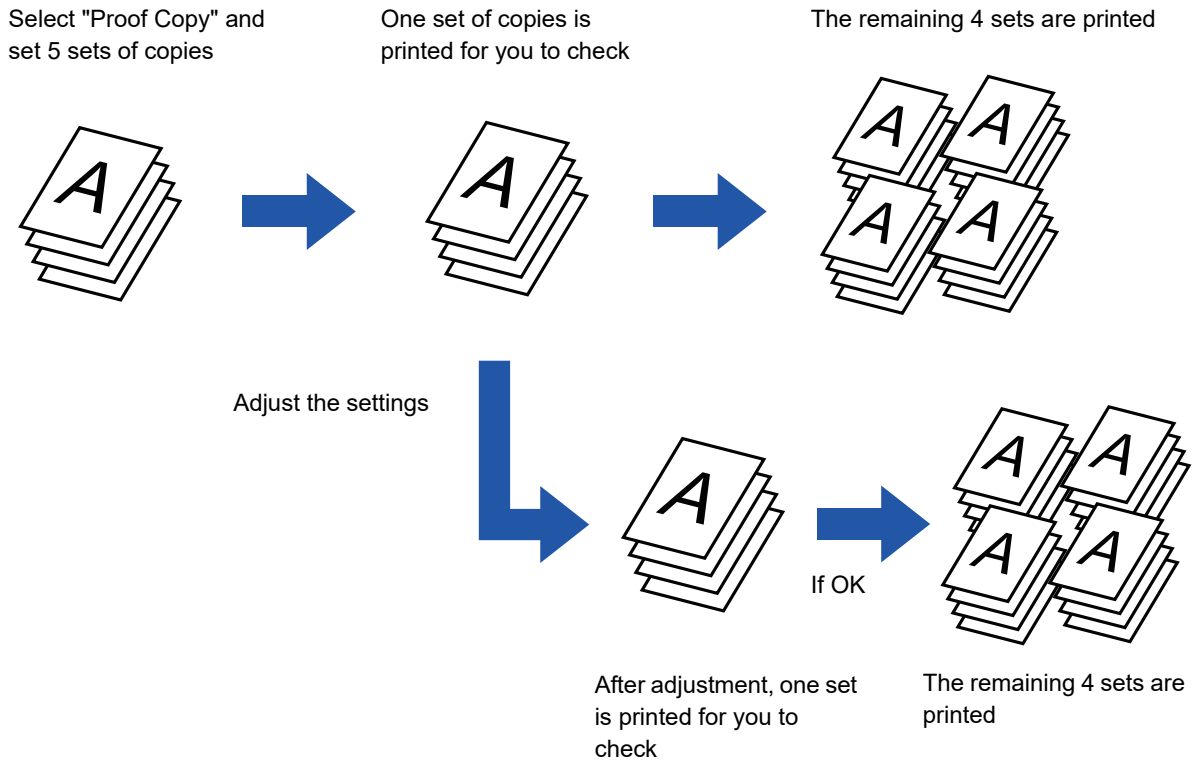 Select "Proof Copy" and
set 5 sets of copies
One set of copies is
printed for you to check
The remaining 4 sets are printed
A
A
A
A
A
A
Adjust the settings
A
If OK
A
A
A
A
After adjustment, one set
is printed for you to
check
The remaining 4 sets are
printed